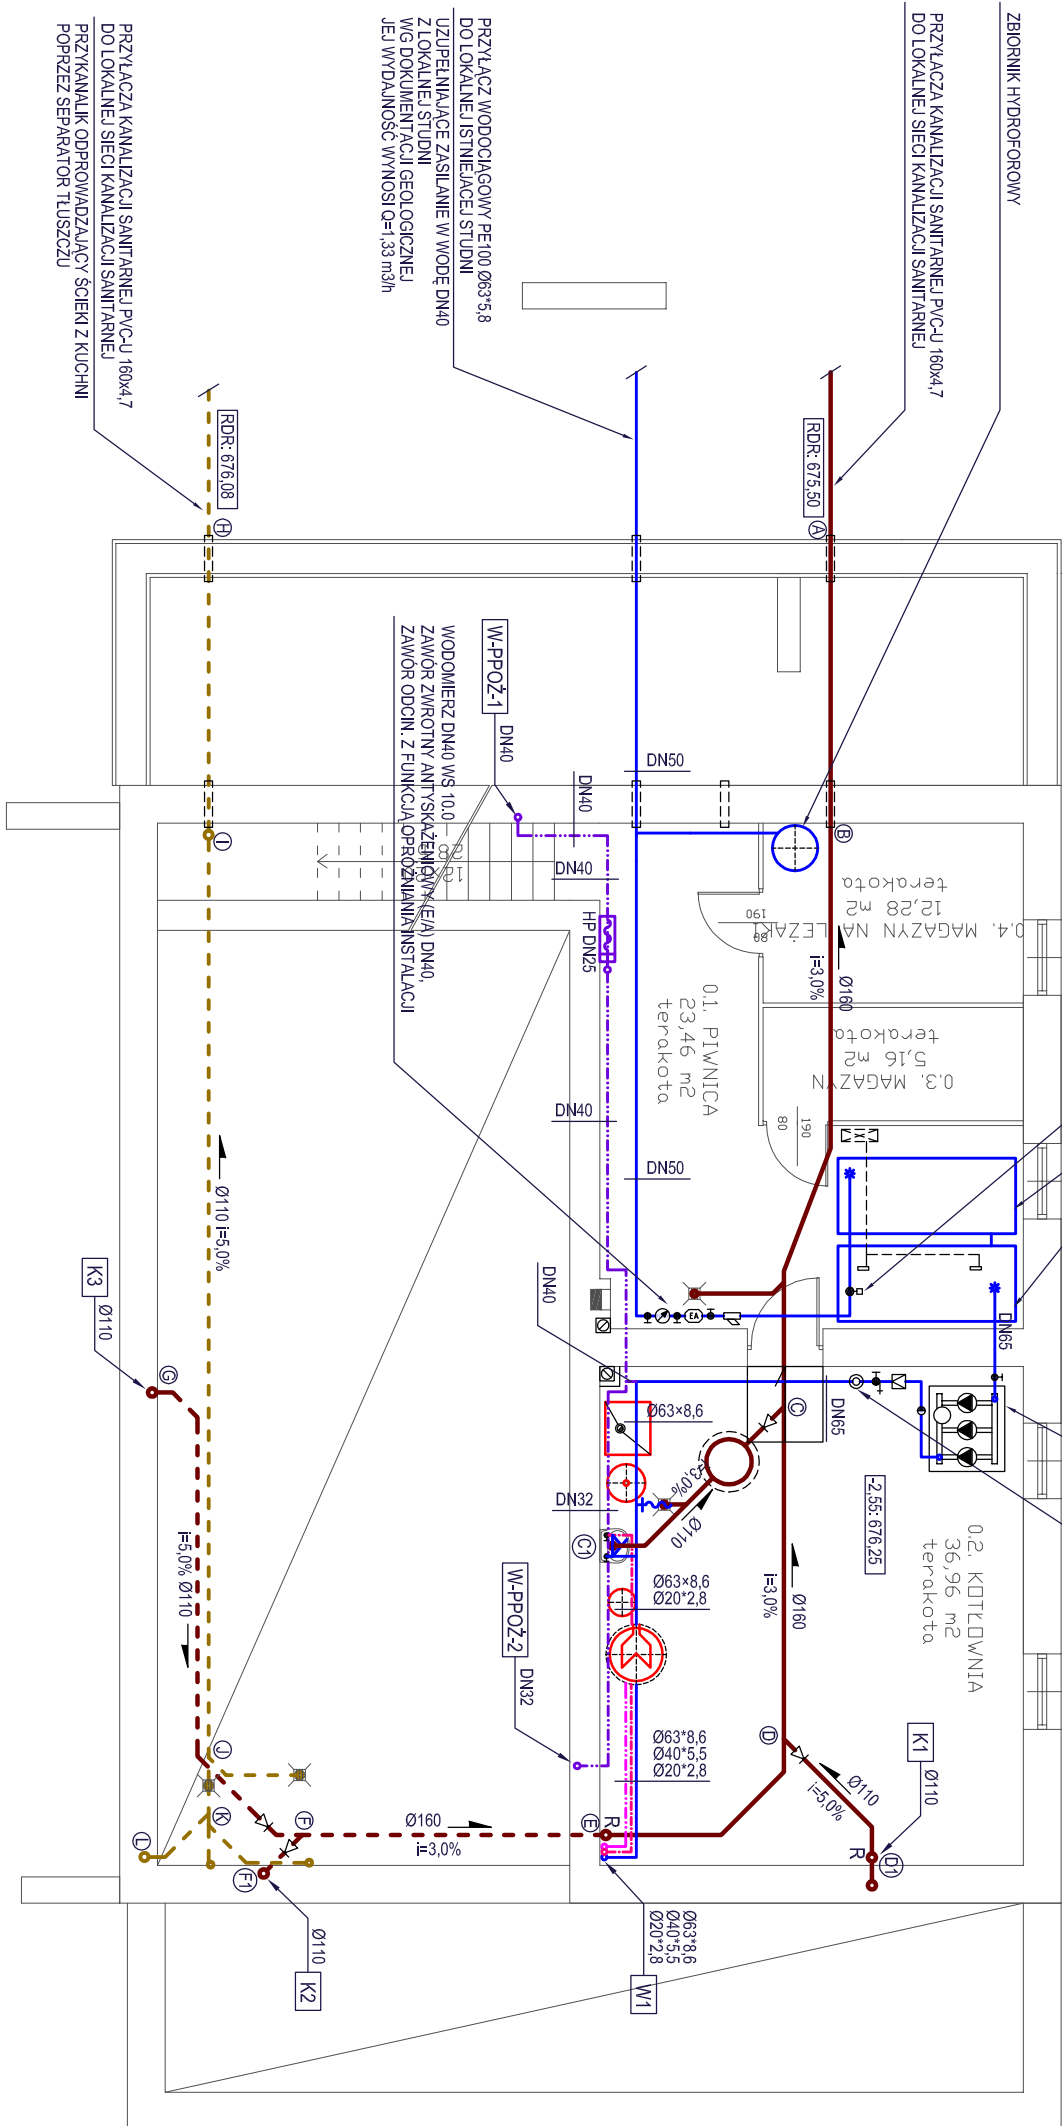 ZBIORNIK HYDROFOROWY
PRZYŁACZA KANALIZACJI SANITARNEJ PVC-U 160x4,7
DO LOKALNEJ SIECI KANALIZACJI SANITARNEJ
PRZYŁĄCZ WODOCIĄGOWY PE100 Ø63*5,8
DO LOKALNEJ ISTNIEJĄCEJ STUDNI
UZUPEŁNIAJĄCE ZASILANIE W WODĘ DN40
Z LOKALNEJ STUDNI
WG DOKUMENTACJI GEOLOGICZNEJ
JEJ WYDAJNOŚĆ WYNOSI Q=1,33 m3/h
PRZYŁACZA KANALIZACJI SANITARNEJ PVC-U 160x4,7
DO LOKALNEJ SIECI KANALIZACJI SANITARNEJ
PRZYKANALIK ODPROWADZAJĄCY ŚCIEKI Z KUCHNI
POPRZEZ SEPARATOR TŁUSZCZU
RDR: 675,50
A
RDR: 676,08
H
W-PPOŻ-1
DN40
WODOMIERZ DN40 WS 10.0
ZAWÓR ZWROTNY ANTYSKAŻENIOWY (E/A) DN40,
ZAWÓR ODCIN. Z FUNKCJĄ OPRÓŻNIANIA INSTALACJI
DN50
DN40
DN40
B
I
HP DN25
0.4. MAGAZYN NA LEŻAKI
12,28 m2
terakota
190
80
Ø160
i=3,0%
0.1. PIWNICA
23,46 m2
terakota
0.3. MAGAZYN
5,16 m2
terakota
190
80
DN40
DN50
Ø110 i=5,0%
K3
Ø110
G
DN40
EA
DN65
C
DN65
Ø63×8,6
DN32
Ø110
C1
-2,55: 676,25
0.2. KOTŁOWNIA
36,96 m2
terakota
Ø63×8,6
Ø20*2,8
Ø160
i=3,0%
i=5,0% Ø110
W-PPOŻ-2
DN32
Ø63*8,6
Ø40*5,5
Ø20*2,8
D
K1
Ø110
Ø110
i=5,0%
R
D1
J
K
L
F
F1
Ø160
i=3,0%
E
R
Ø110
K2
Ø63*8,6
Ø40*5,5
Ø20*2,8
W1